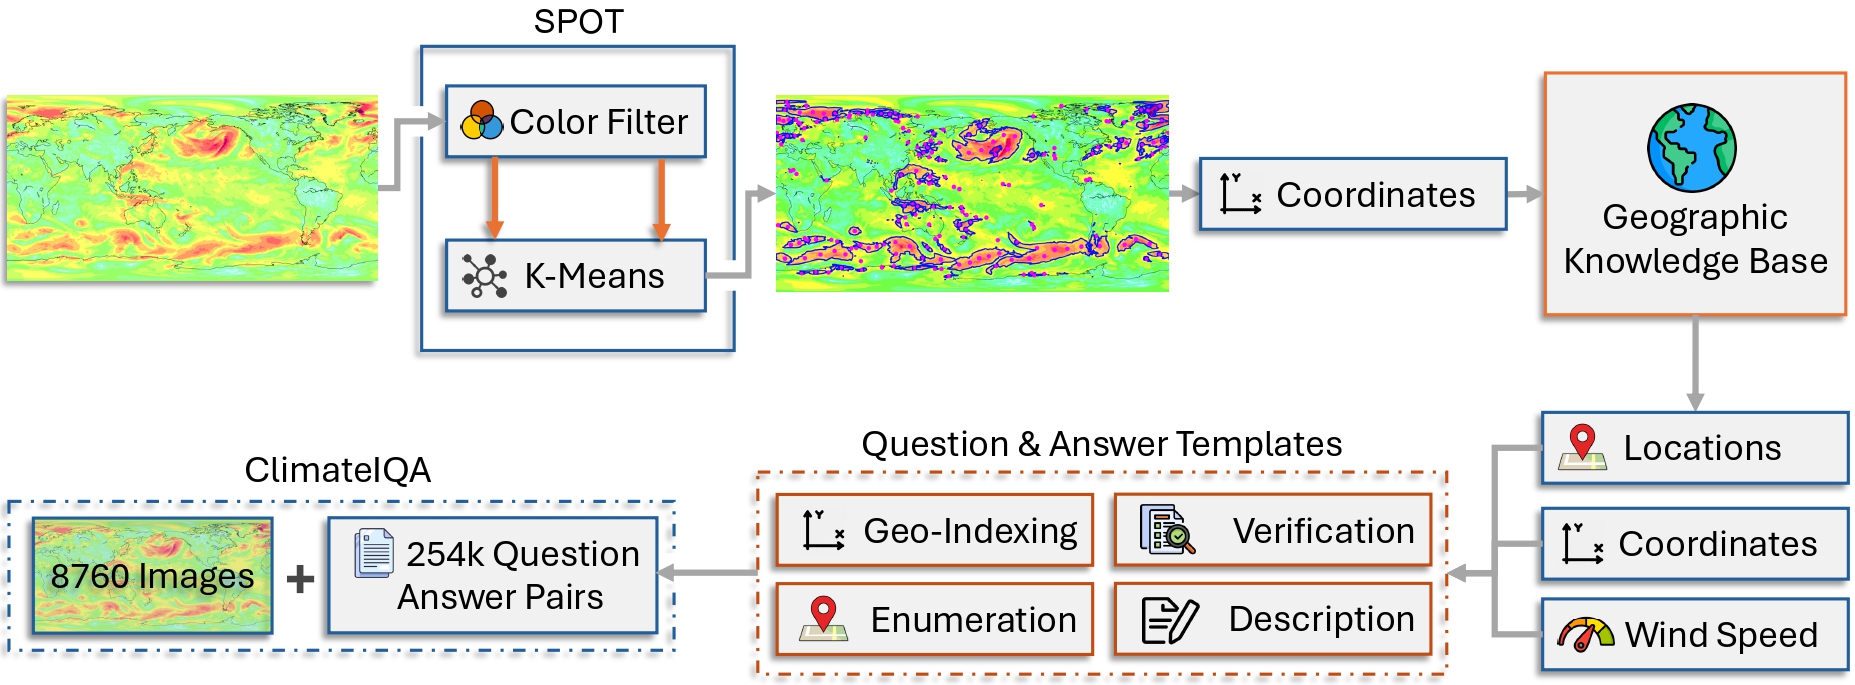 SPOT
Color Filter
K-Means
Y
X
Coordinates
Geographic
Knowledge Base
Locations
Y
X
Coordinates
Wind Speed
Question & Answer Templates
Y
X
Geo-Indexing
Verification
Enumeration
Description
ClimateIQA
8760 Images
+
254k Question
Answer Pairs